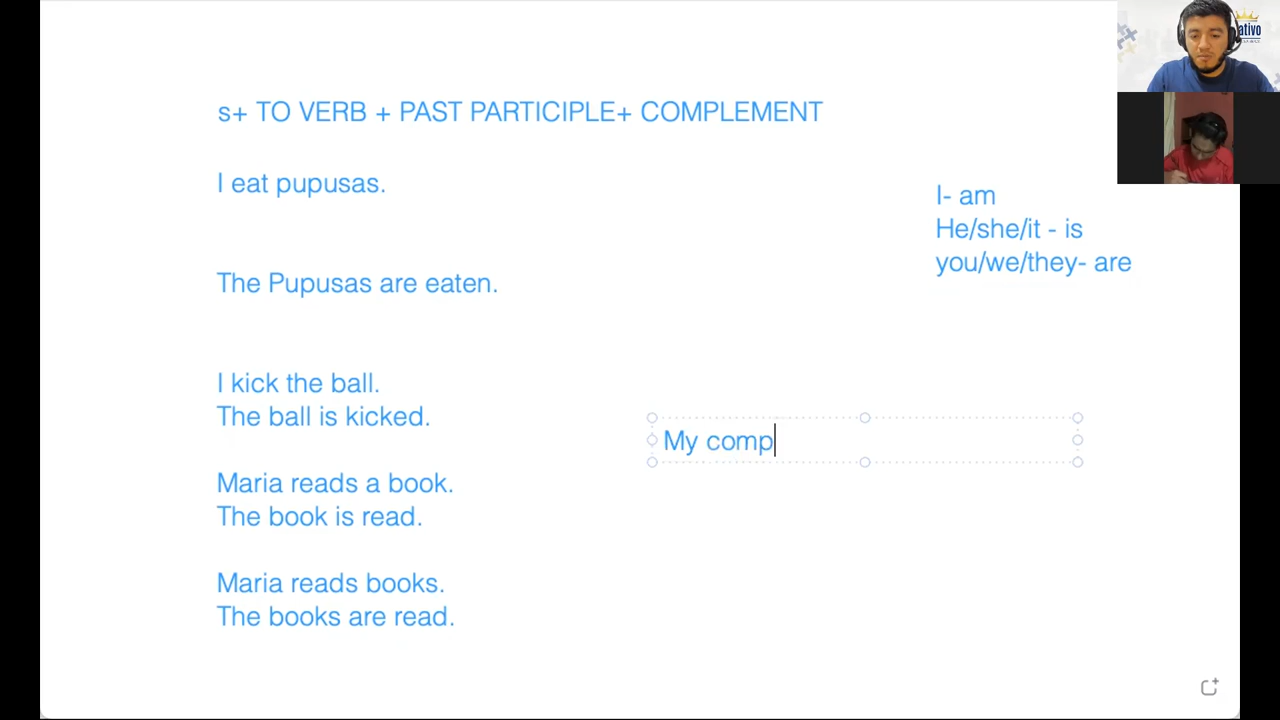 s+ TO VERB + PAST PARTICIPLE+ COMPLEMENT
I eat pupusas.
The Pupusas are eaten.
I kick the ball.
The ball is kicked.
Maria reads a book.
The book is read.
Maria reads books.
The books are read.
I- am
He/she/it - is
you/we/they- are
My comp
ativo